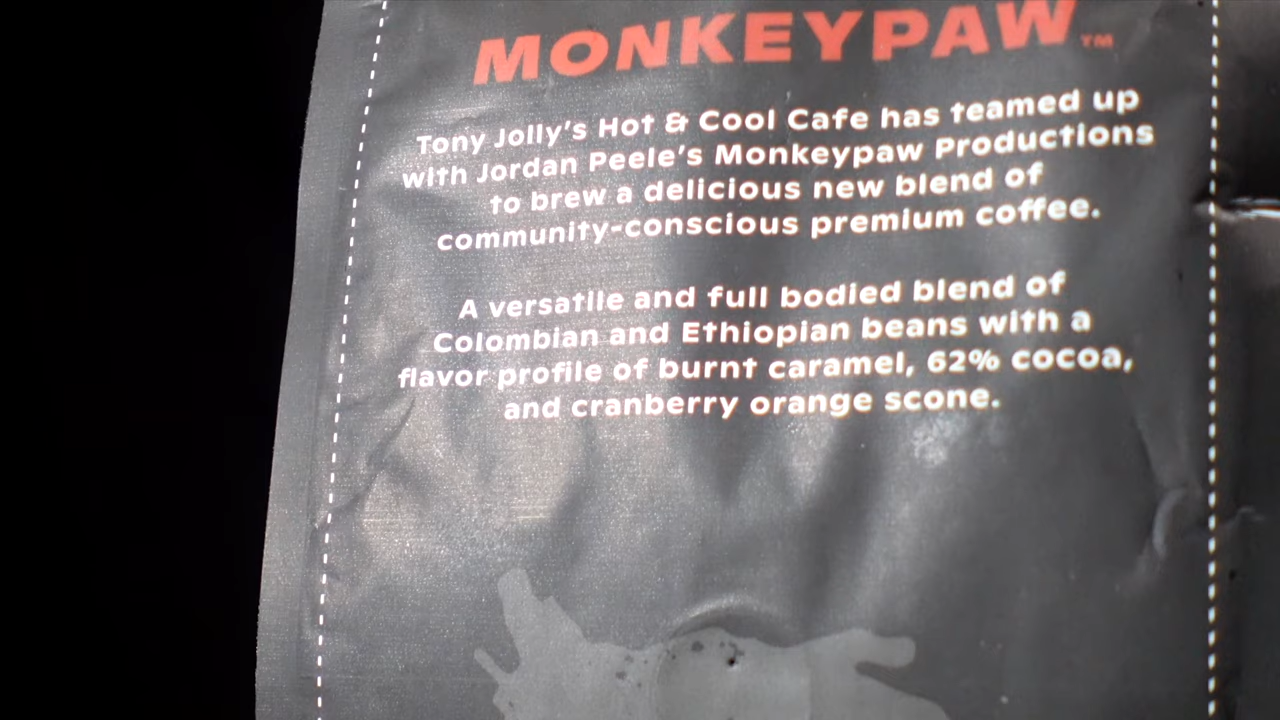 MONKEYPAW™
Tony Jolly's Hot & Cool Cafe has teamed up
with Jordan Peele's Monkeypaw Productions
to brew a delicious new blend of
community-conscious premium coffee.
A versatile and full bodied blend of
Colombian and Ethiopian beans with a
flavor profile of burnt caramel, 62% cocoa,
and cranberry orange scone.